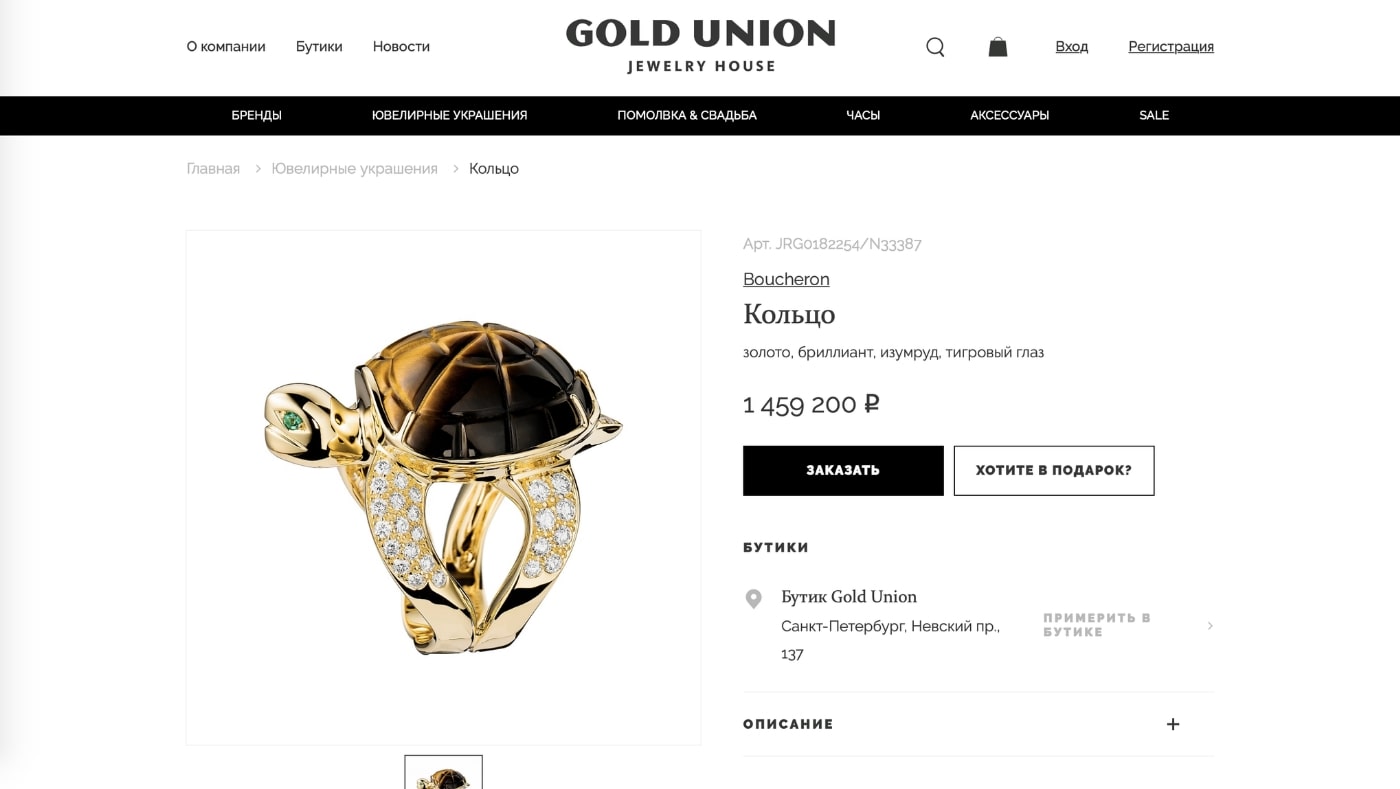 О компании
Бутики
Новости
GOLD UNION
JEWELRY HOUSE
Вход
Регистрация
БРЕНДЫ
ЮВЕЛИРНЫЕ УКРАШЕНИЯ
ПОМОЛВКА & СВАДЬБА
ЧАСЫ
АКСЕССУАРЫ
SALE
Главная > Ювелирные украшения > Кольцо
Арт. JRG0182254/N33387
Boucheron
Кольцо
золото, бриллиант, изумруд, тигровый глаз
1 459 200 ₽
ЗАКАЗАТЬ
ХОТИТЕ В ПОДАРОК?
БУТИКИ
Бутик Gold Union
Санкт-Петербург, Невский пр.,
137
ПРИМЕРИТЬ В
БУТИКЕ
ОПИСАНИЕ +